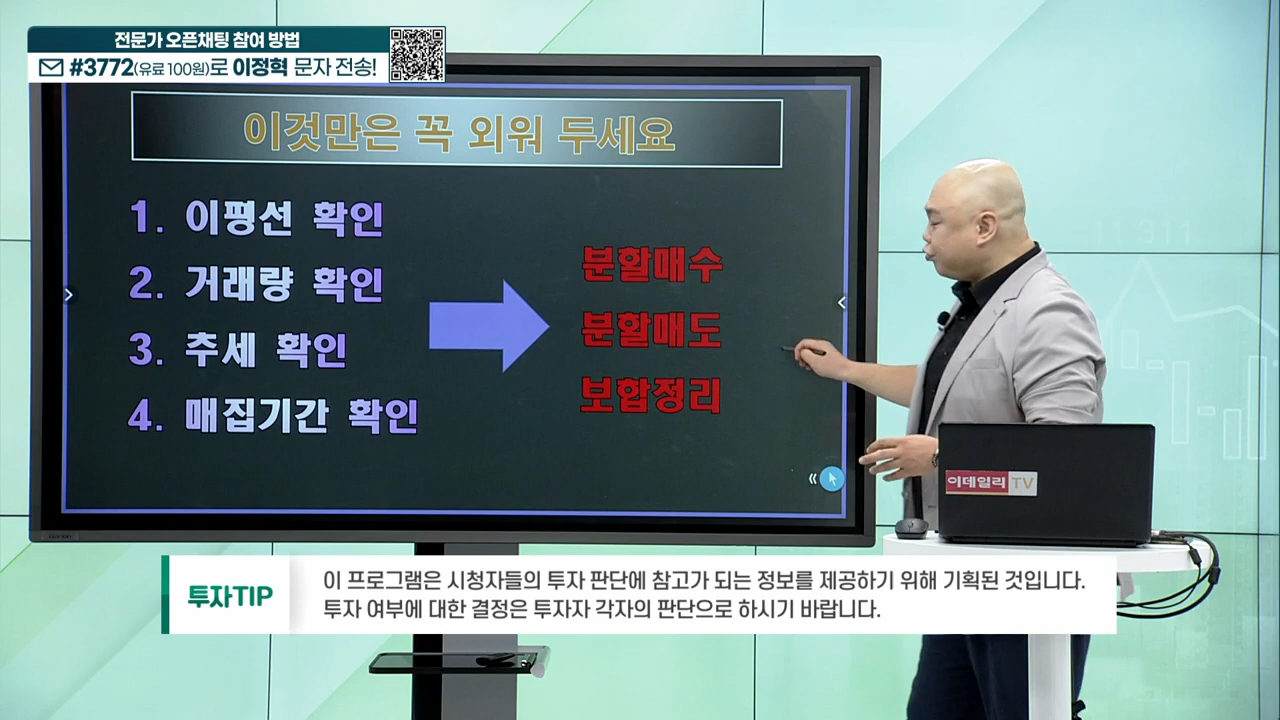 전문가 오픈채팅 참여 방법
#3772(유료 100원)로 이정혁 문자 전송!
이것만은 꼭 외워 두세요
1. 이평선 확인
2. 거래량 확인
3. 추세 확인
4. 매집기간 확인
분할매수
분할매도
보합정리
이데일리 TV
투자TIP
이 프로그램은 시청자들의 투자 판단에 참고가 되는 정보를 제공하기 위해 기획된 것입니다.
투자 여부에 대한 결정은 투자자 각자의 판단으로 하시기 바랍니다.